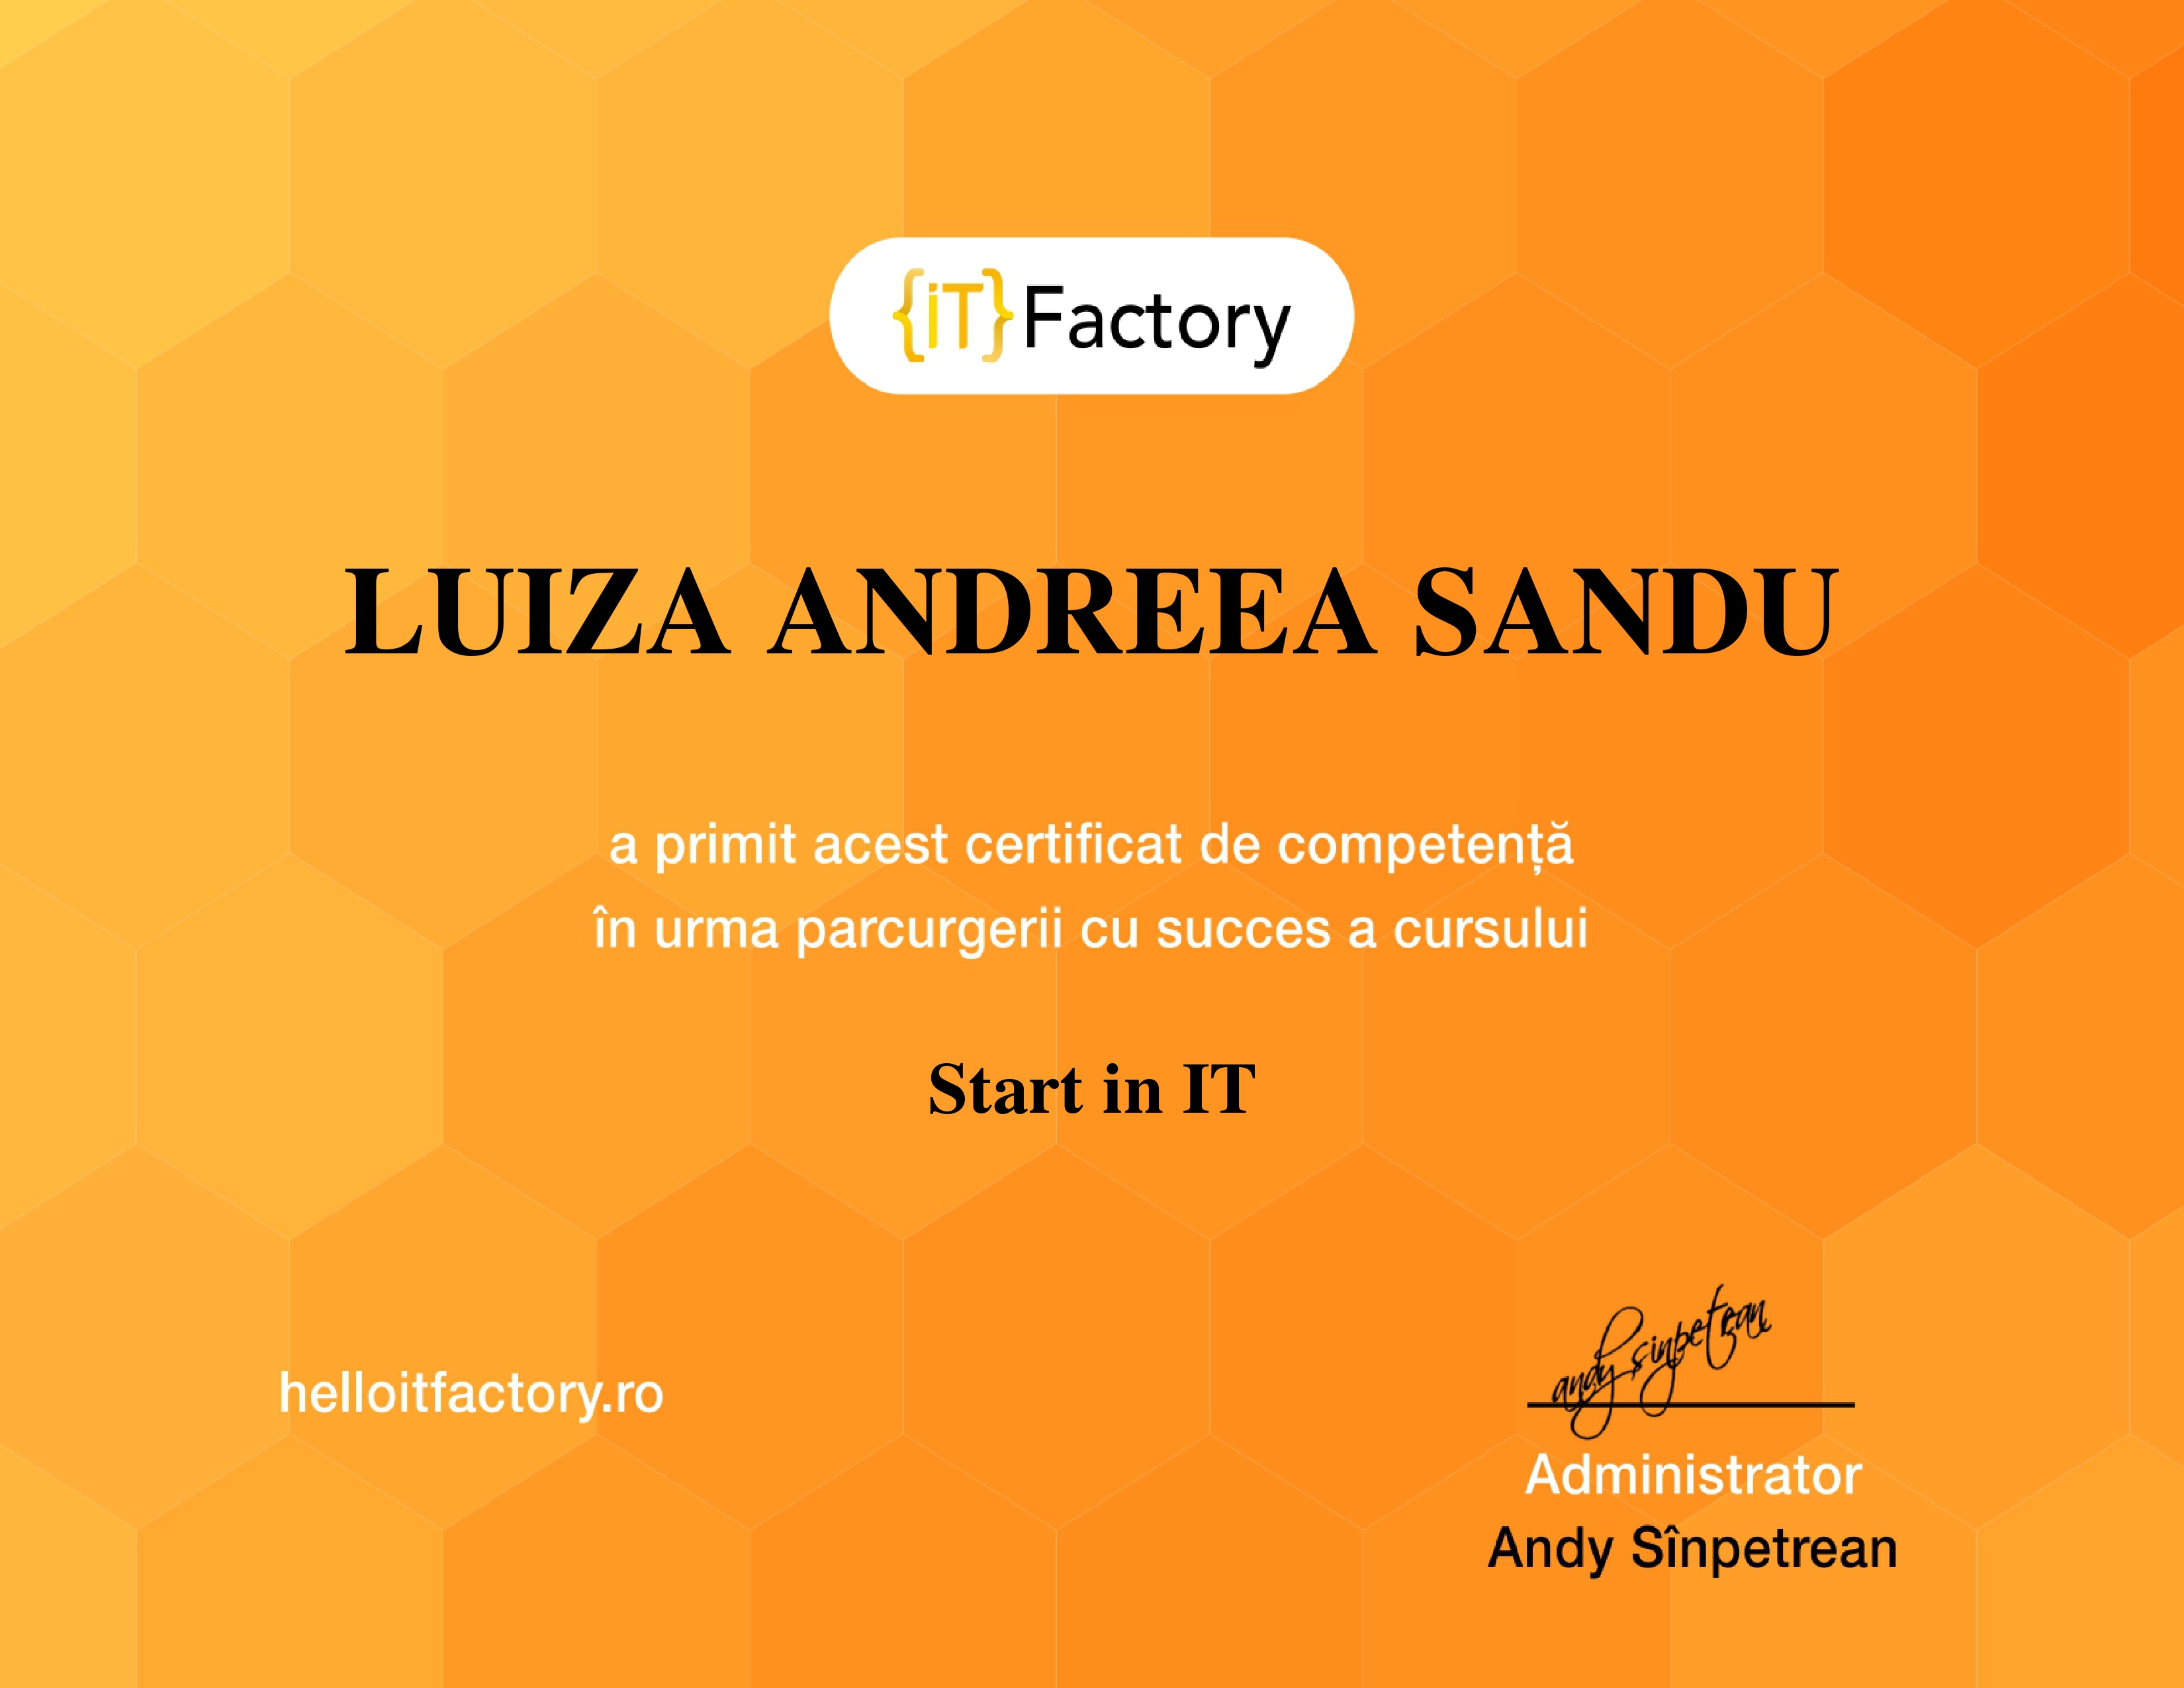 {iT} Factory
LUIZA ANDREEA SANDU
a primit acest certificat de competență
în urma parcurgerii cu succes a cursului
Start in IT
andy sinpetrean
helloitfactory.ro
Administrator
Andy Sînpetrean